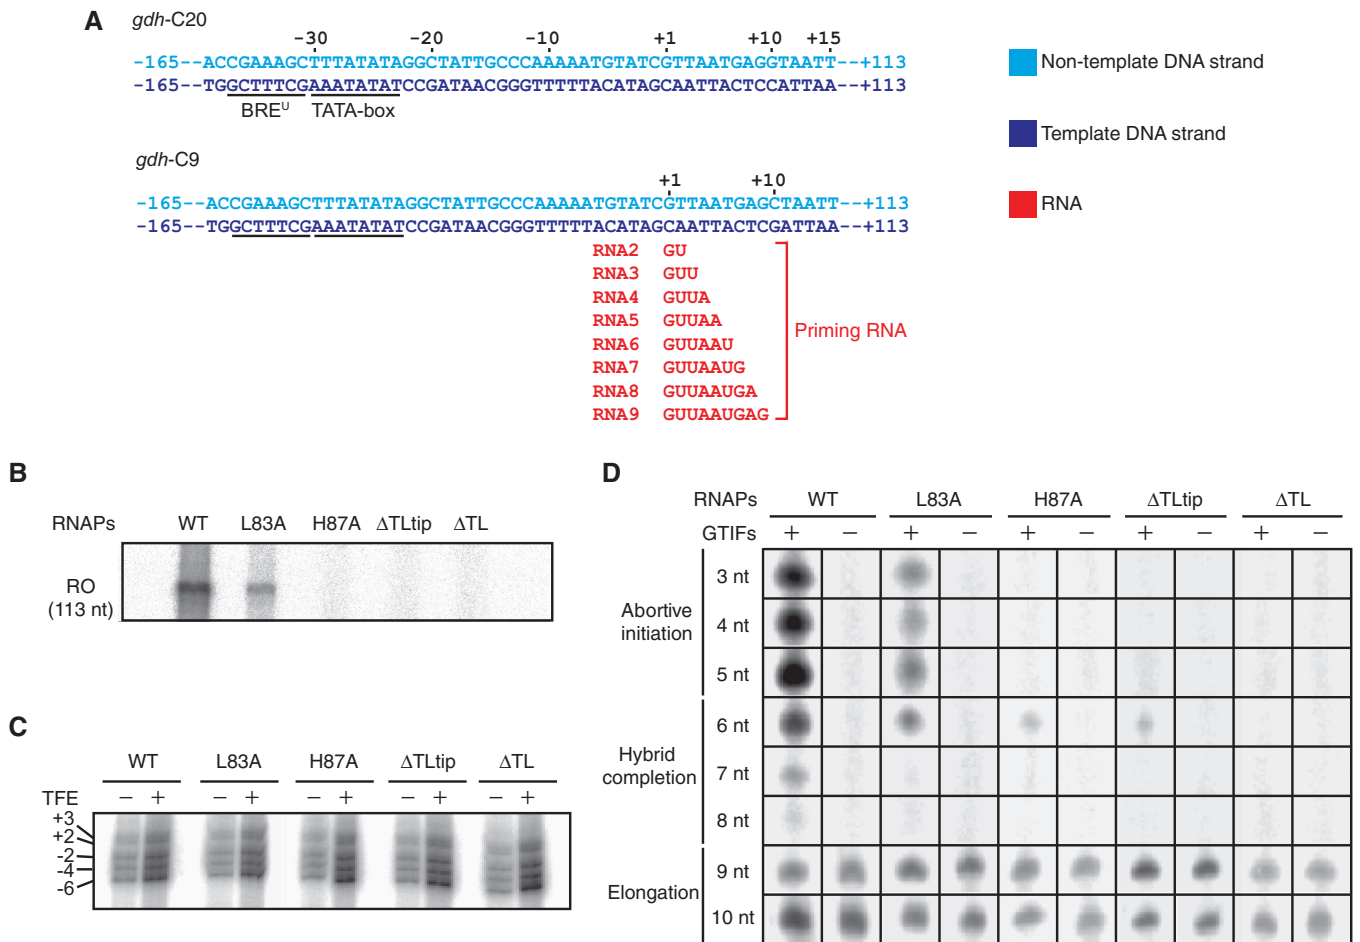 A
gdh-C20
-30 -20 -10 +1 +10 +15
-165--ACCGAAAGCTTTATATAGGCTATTGCCCAAAAATGTATCGTTAATGAGGTAATT--+113
-165--TGGCTTTCGAAATATATCCGATAACGGGTTTTTACATAGCAATTACTCCATTAA--+113
BREᵁ TATA-box
gdh-C9
+1 +10
-165--ACCGAAAGCTTTATATAGGCTATTGCCCAAAAATGTATCGTTAATGAGCTAATT--+113
-165--TGGCTTTCGAAATATATCCGATAACGGGTTTTTACATAGCAATTACTCGATTAA--+113
RNA2 GU
RNA3 GUU
RNA4 GUUA
RNA5 GUUAA
RNA6 GUUAAU
RNA7 GUUAAUG
RNA8 GUUAAUGA
RNA9 GUUAAUGAG
Priming RNA
Non-template DNA strand
Template DNA strand
RNA
B
RNAPs WT L83A H87A ΔTLtip ΔTL
RO
(113 nt)
C
WT L83A H87A ΔTLtip ΔTL
TFE − + − + − + − + − +
+3
+2
-2
-4
-6
D
RNAPs WT L83A H87A ΔTLtip ΔTL
GTIFs + − + − + − + − + −
Abortive
initiation
3 nt
4 nt
5 nt
Hybrid
completion
6 nt
7 nt
8 nt
Elongation
9 nt
10 nt